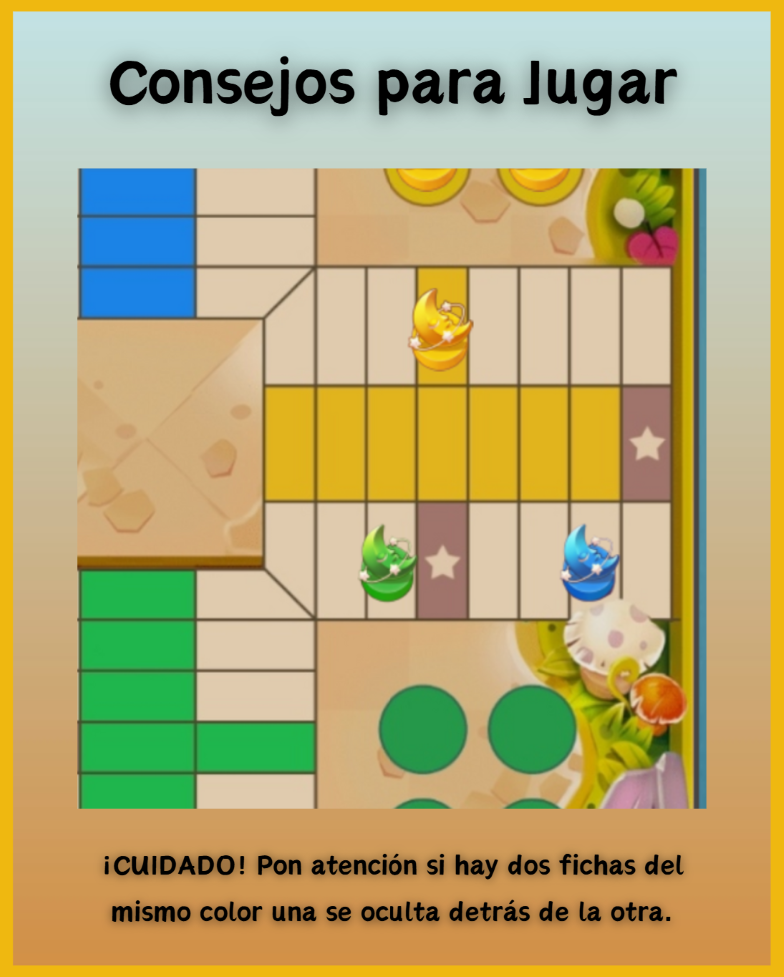 Consejos para Jugar
¡CUIDADO! Pon atención si hay dos fichas del
mismo color una se oculta detrás de la otra.